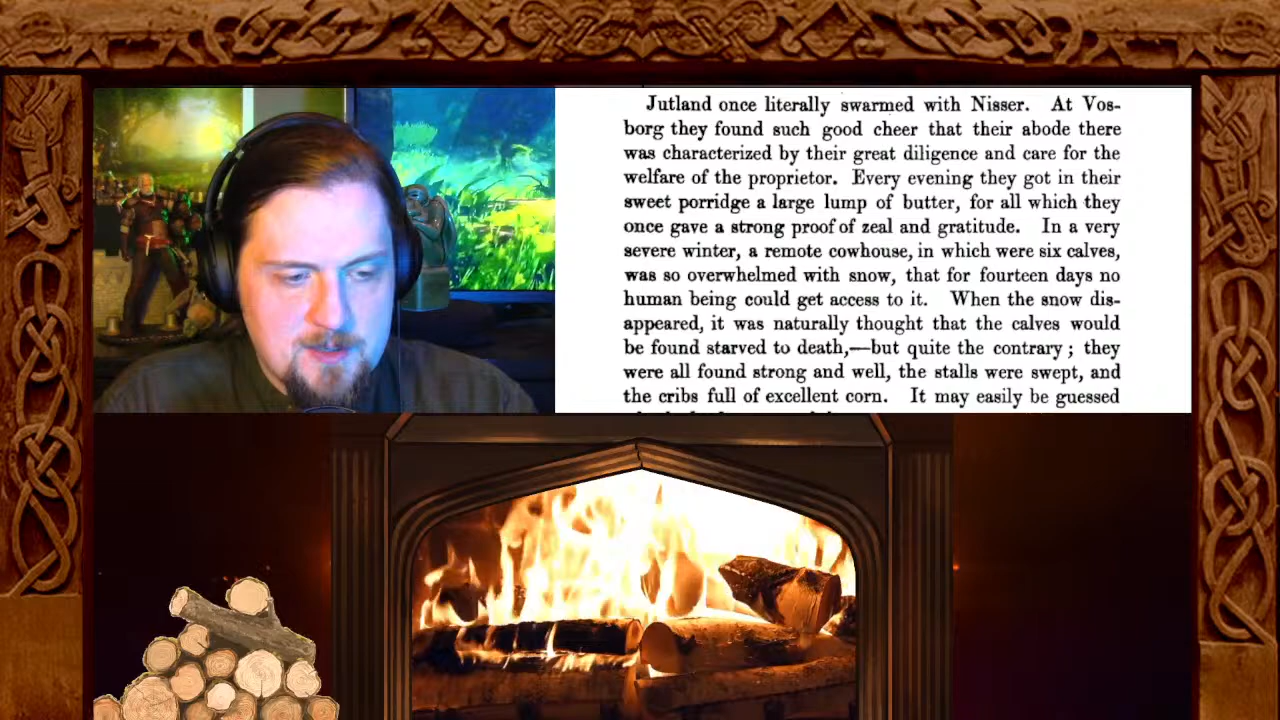 Jutland once literally swarmed with Nisser. At Vos-
borg they found such good cheer that their abode there
was characterized by their great diligence and care for the
welfare of the proprietor. Every evening they got in their
sweet porridge a large lump of butter, for all which they
once gave a strong proof of zeal and gratitude. In a very
severe winter, a remote cowhouse, in which were six calves,
was so overwhelmed with snow, that for fourteen days no
human being could get access to it. When the snow dis-
appeared, it was naturally thought that the calves would
be found starved to death,—but quite the contrary; they
were all found strong and well, the stalls were swept, and
the cribs full of excellent corn. It may easily be guessed